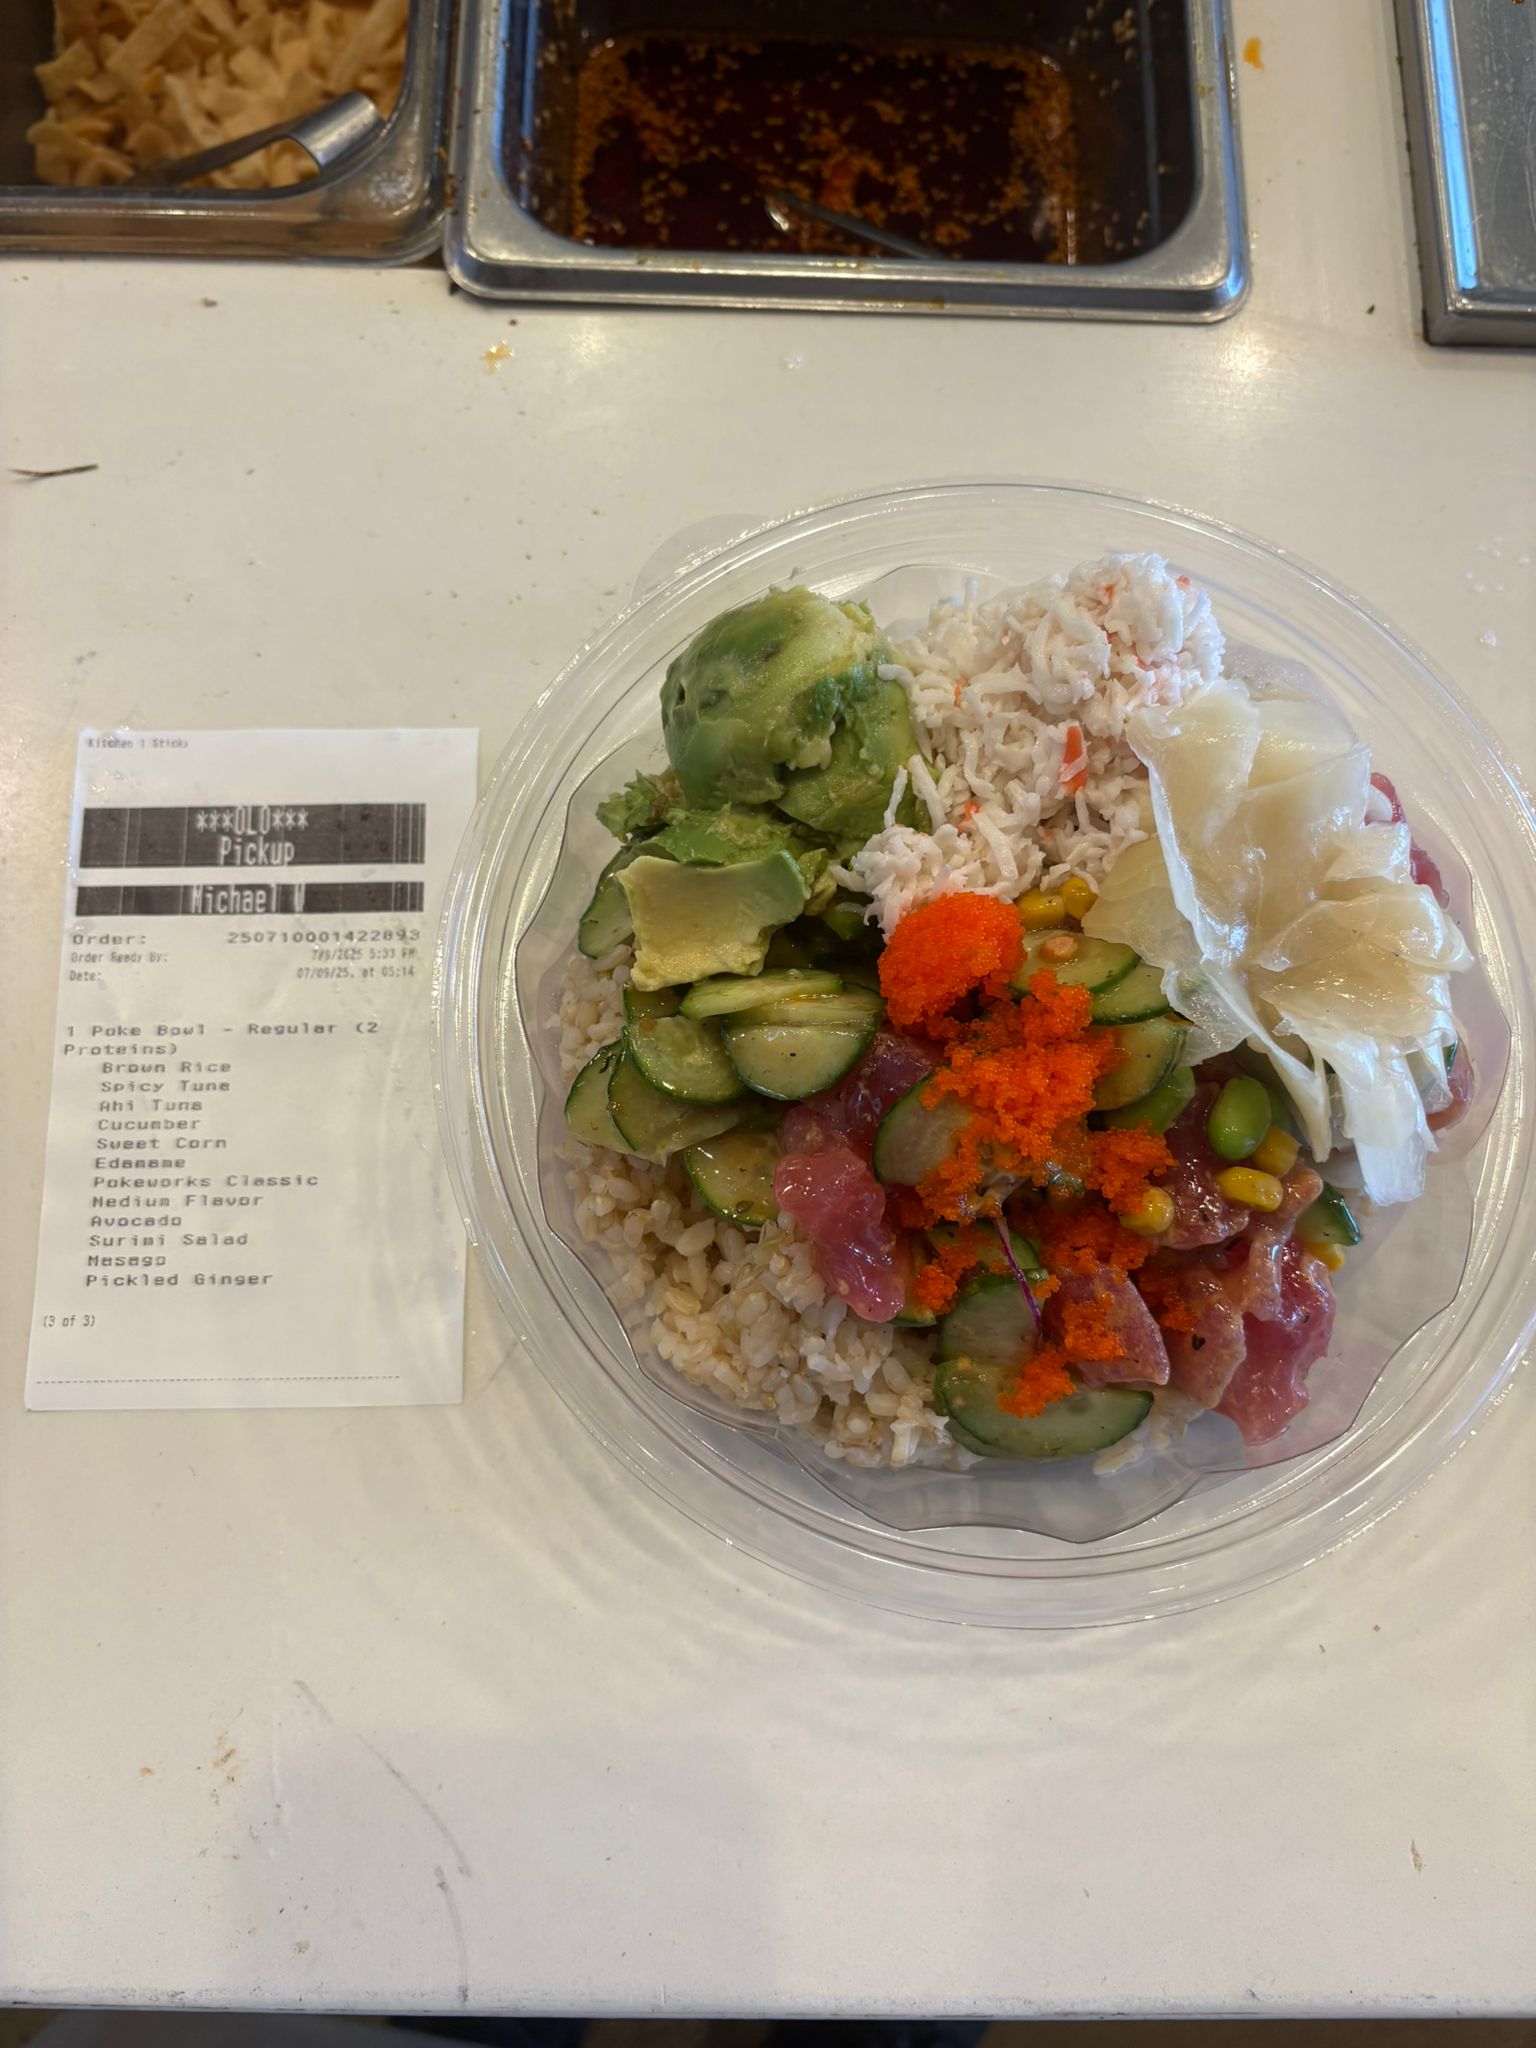 Kitchen 1 Sticky
***OLO***
Pickup
Michael W
Order: 250710001422893
Order Ready By: 7/9/2025 5:33 PM
Date: 07/09/25, at 05:14
1 Poke Bowl - Regular (2
Proteins)
Brown Rice
Spicy Tuna
Ahi Tuna
Cucumber
Sweet Corn
Edamame
Pokeworks Classic
Medium Flavor
Avocado
Surimi Salad
Masago
Pickled Ginger
(3 of 3)